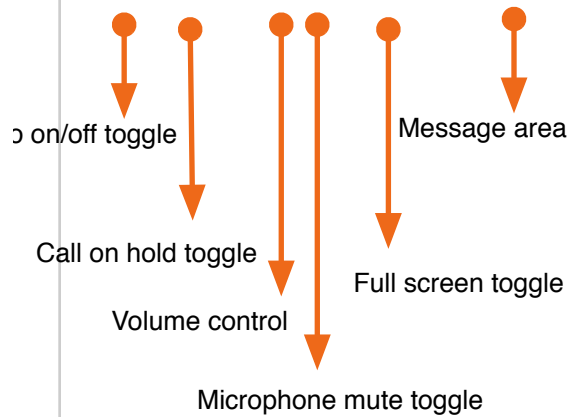 o on/off toggle
Message area
Call on hold toggle
Full screen toggle
Volume control
Microphone mute toggle